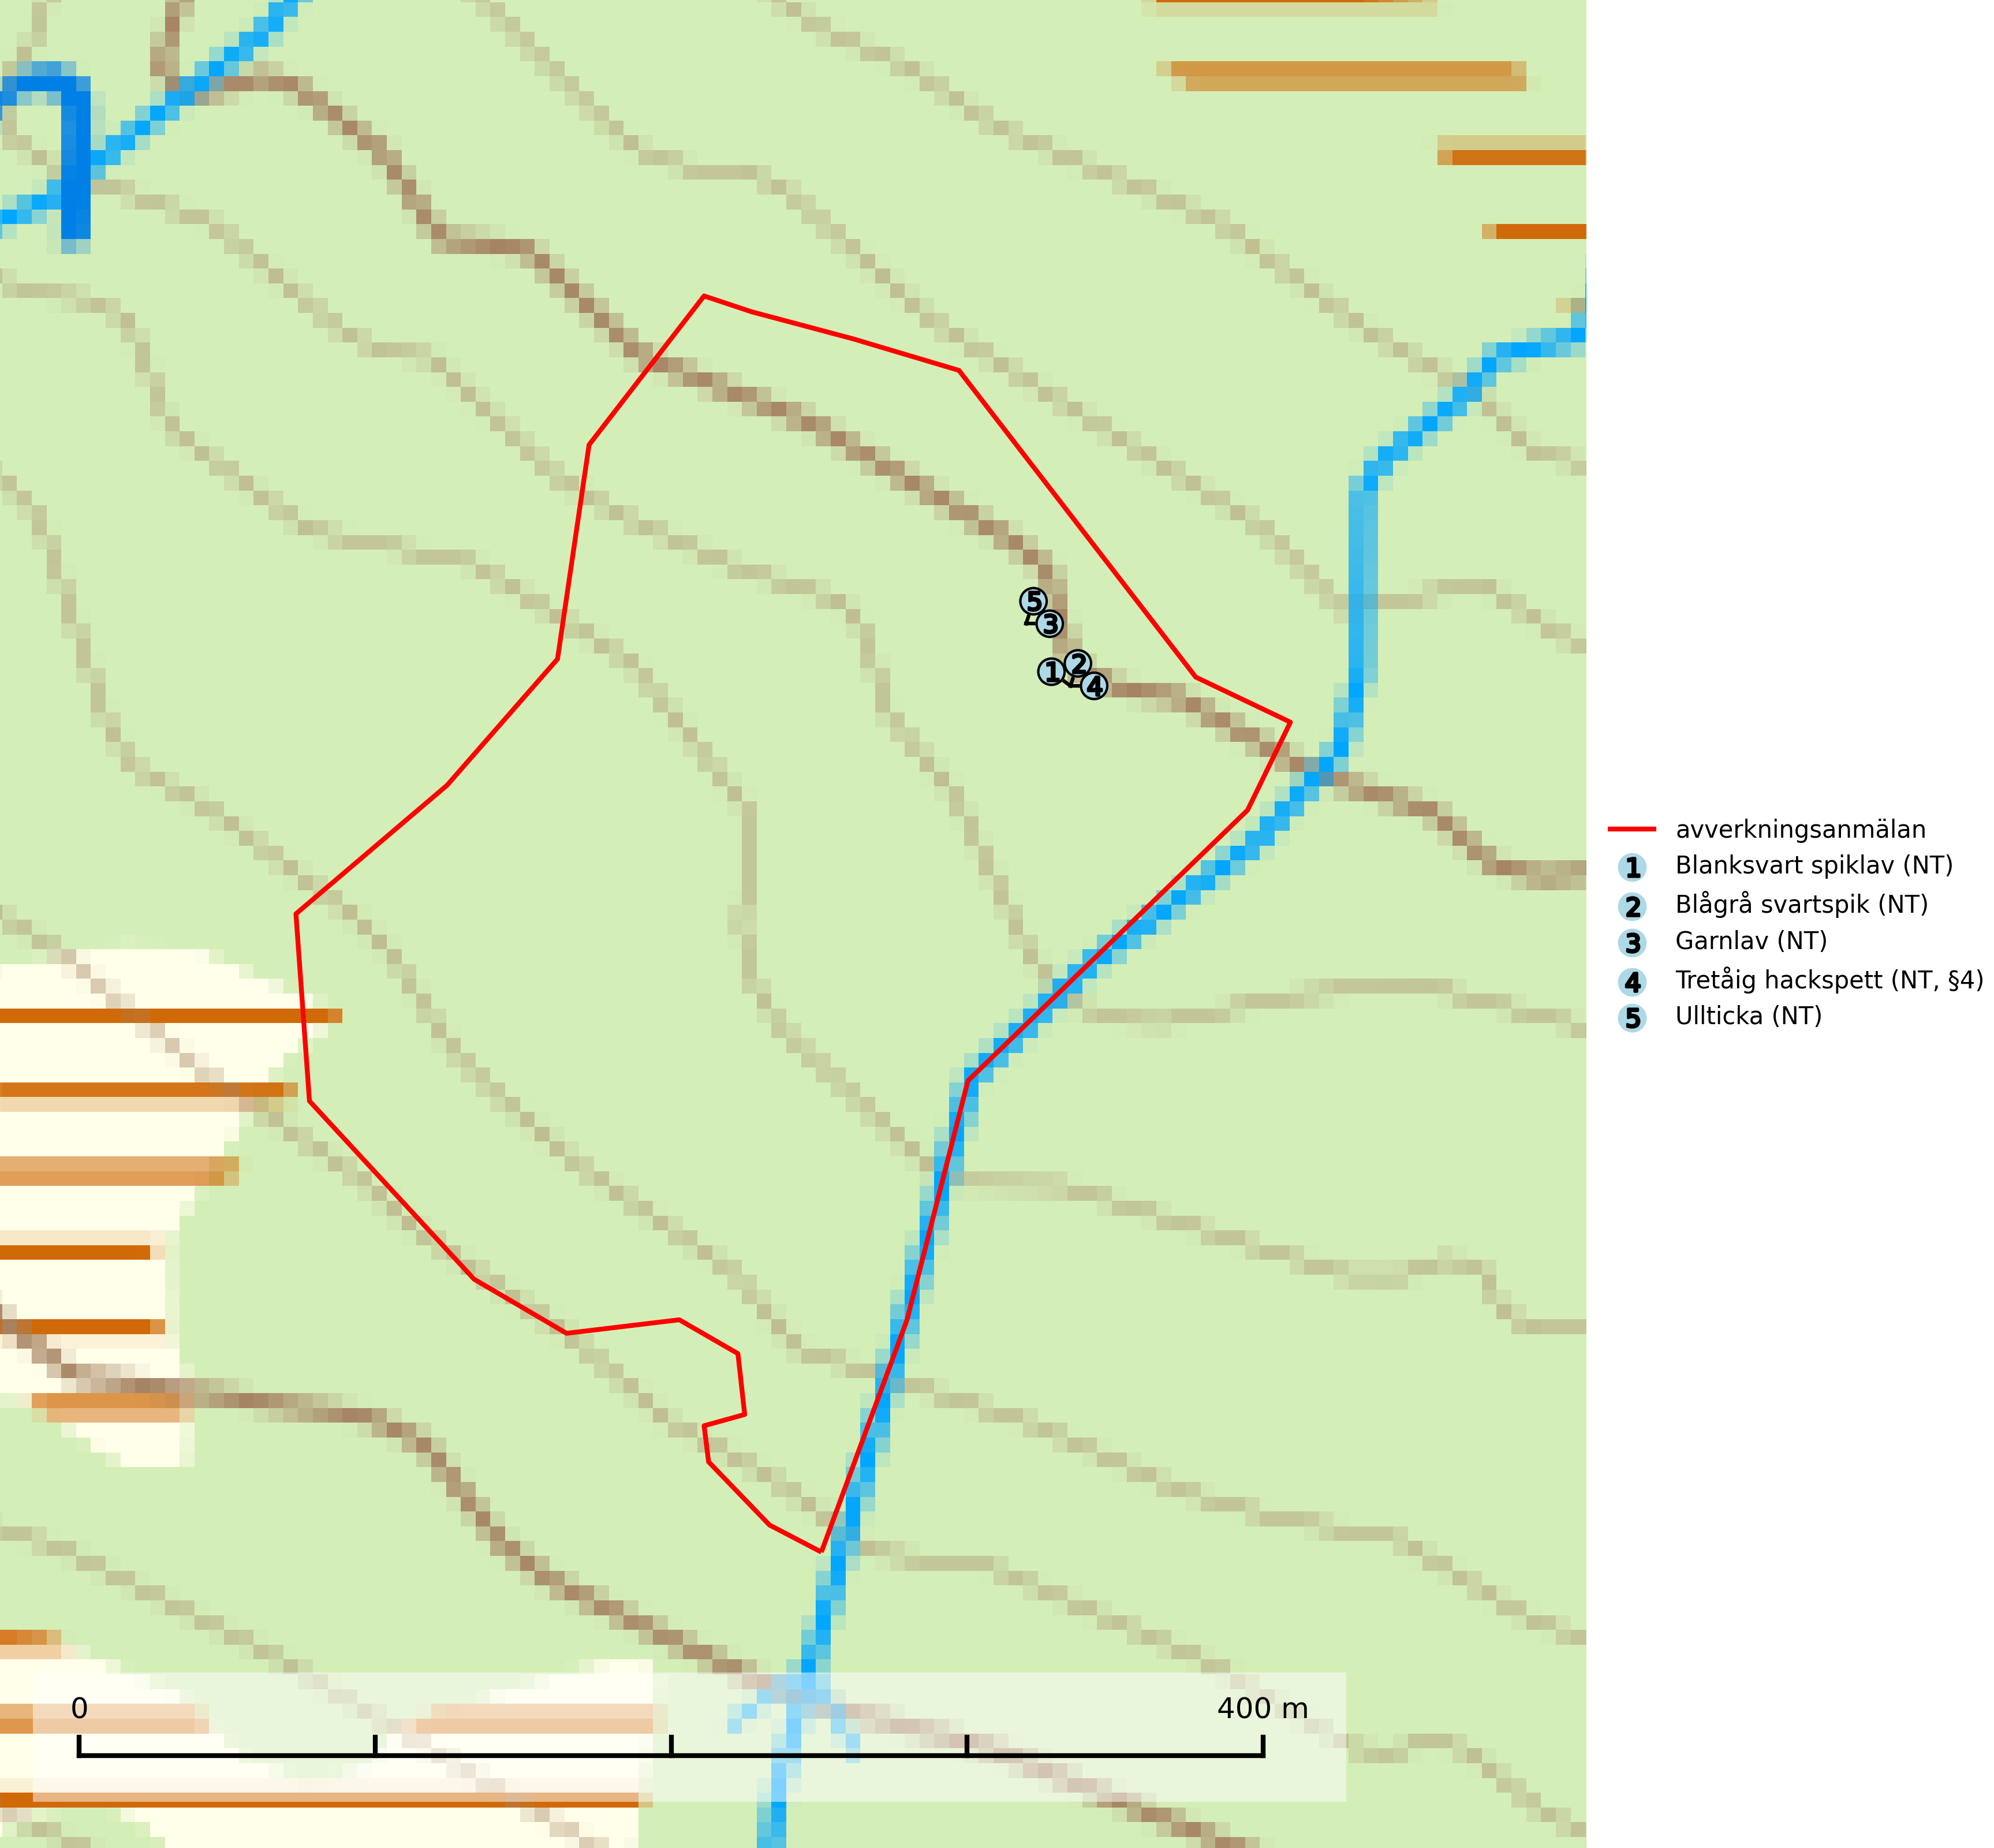 5
3
2
1
4
avverkningsanmälan
1 Blanksvart spiklav (NT)
2 Blågrå svartspik (NT)
3 Garnlav (NT)
4 Tretåig hackspett (NT, §4)
5 Ullticka (NT)
0 400 m